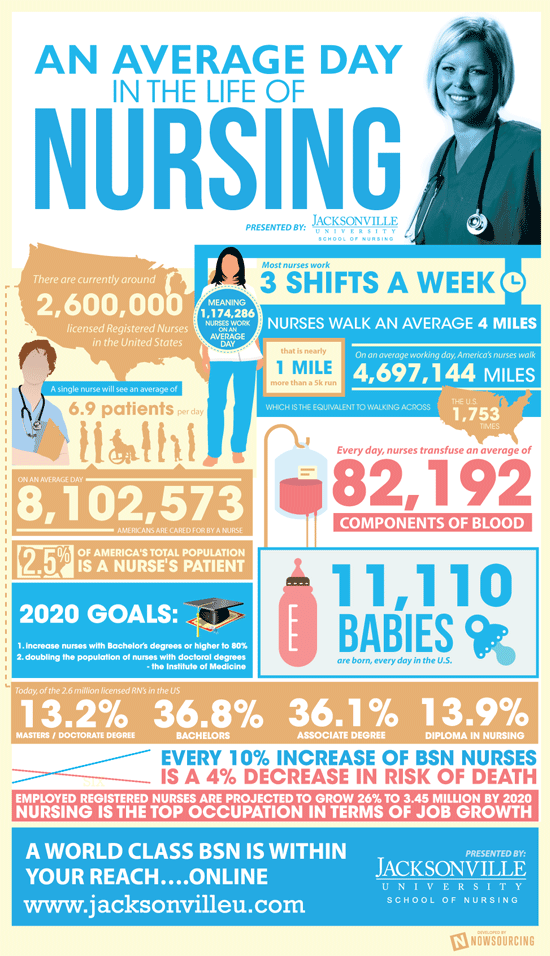 AN AVERAGE DAY
IN THE LIFE OF
NURSING
PRESENTED BY:
JACKSONVILLE
UNIVERSITY
SCHOOL OF NURSING
There are currently around
2,600,000
licensed Registered Nurses
in the United States
MEANING
1,174,286
NURSES WORK
ON AN
AVERAGE
DAY
Most nurses work
3 SHIFTS A WEEK
NURSES WALK AN AVERAGE 4 MILES
that is nearly
1 MILE
more than a 5k run
On an average working day, America's nurses walk
4,697,144 MILES
WHICH IS THE EQUIVALENT TO WALKING ACROSS
THE U.S.
1,753
TIMES
A single nurse will see an average of
6.9 patients per day
ON AN AVERAGE DAY
8,102,573
AMERICANS ARE CARED FOR BY A NURSE
2.5%
OF AMERICA'S TOTAL POPULATION
IS A NURSE'S PATIENT
Every day, nurses transfuse an average of
82,192
COMPONENTS OF BLOOD
2020 GOALS:
1. increase nurses with Bachelor's degrees or higher to 80%
2. doubling the population of nurses with doctoral degrees
- the Institute of Medicine
11,110
BABIES
are born, every day in the U.S.
Today, of the 2.6 million licensed RN's in the US
13.2% 36.8% 36.1% 13.9%
MASTERS / DOCTORATE DEGREE BACHELORS ASSOCIATE DEGREE DIPLOMA IN NURSING
EVERY 10% INCREASE OF BSN NURSES
IS A 4% DECREASE IN RISK OF DEATH
EMPLOYED REGISTERED NURSES ARE PROJECTED TO GROW 26% TO 3.45 MILLION BY 2020
NURSING IS THE TOP OCCUPATION IN TERMS OF JOB GROWTH
A WORLD CLASS BSN IS WITHIN
YOUR REACH....ONLINE
www.jacksonvilleu.com
PRESENTED BY:
JACKSONVILLE
UNIVERSITY
SCHOOL OF NURSING
DEVELOPED BY
N NOWSOURCING